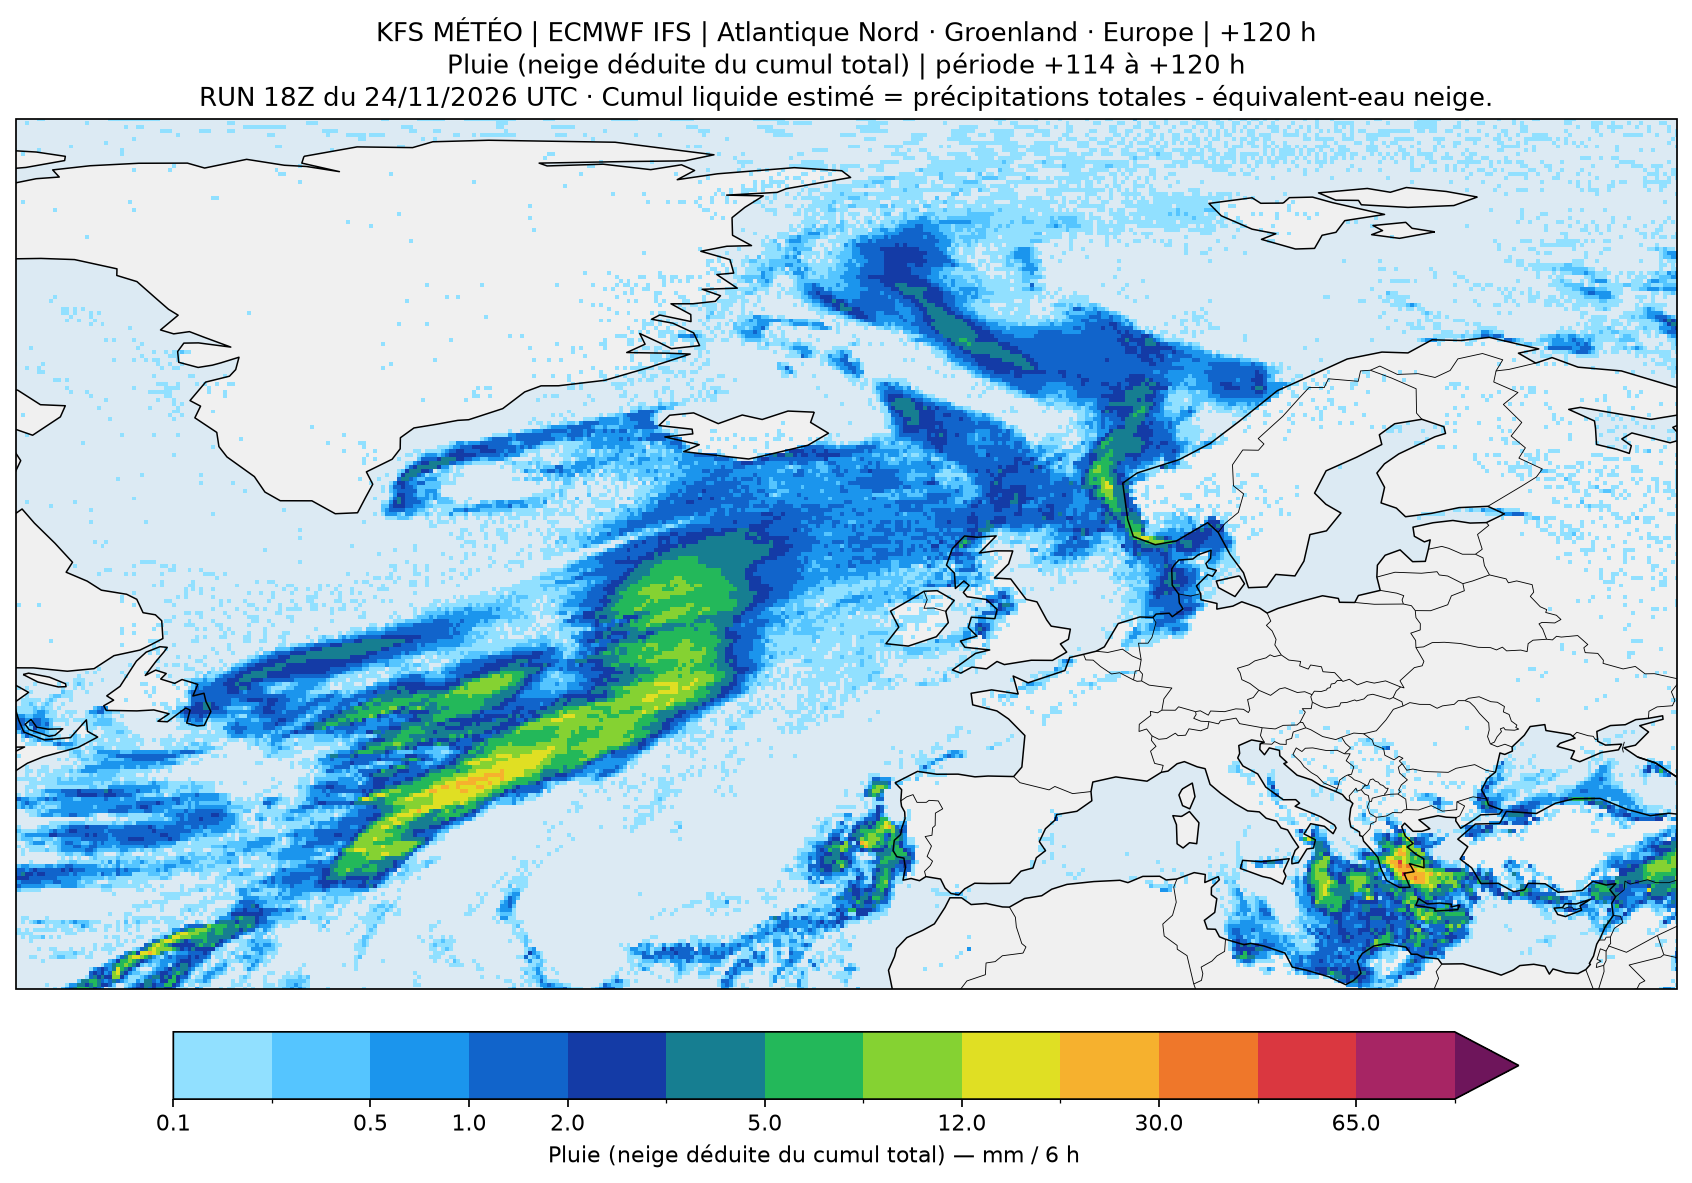 KFS MÉTÉO | ECMWF IFS | Atlantique Nord · Groenland · Europe | +120 h
Pluie (neige déduite du cumul total) | période +114 à +120 h
RUN 18Z du 24/11/2026 UTC · Cumul liquide estimé = précipitations totales - équivalent-eau neige.
0.1 0.5 1.0 2.0 5.0 12.0 30.0 65.0
Pluie (neige déduite du cumul total) — mm / 6 h